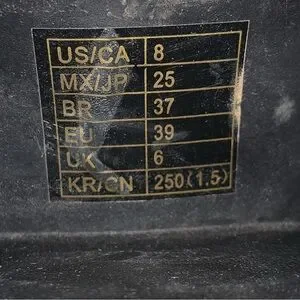 US/CA 8
MX/JP 25
BR 37
EU 39
UK 6
KR/CN 250(1.5)